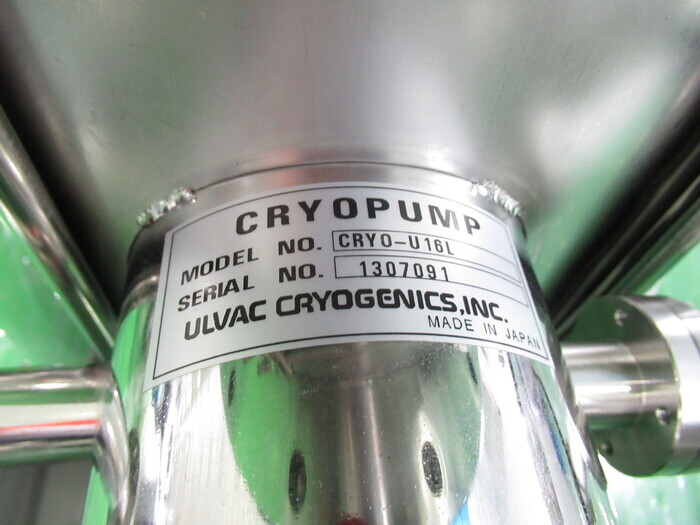 CRYOPUMP
MODEL NO. CRYO-U16L
SERIAL NO. 1307091
ULVAC CRYOGENICS,INC.
MADE IN JAPAN